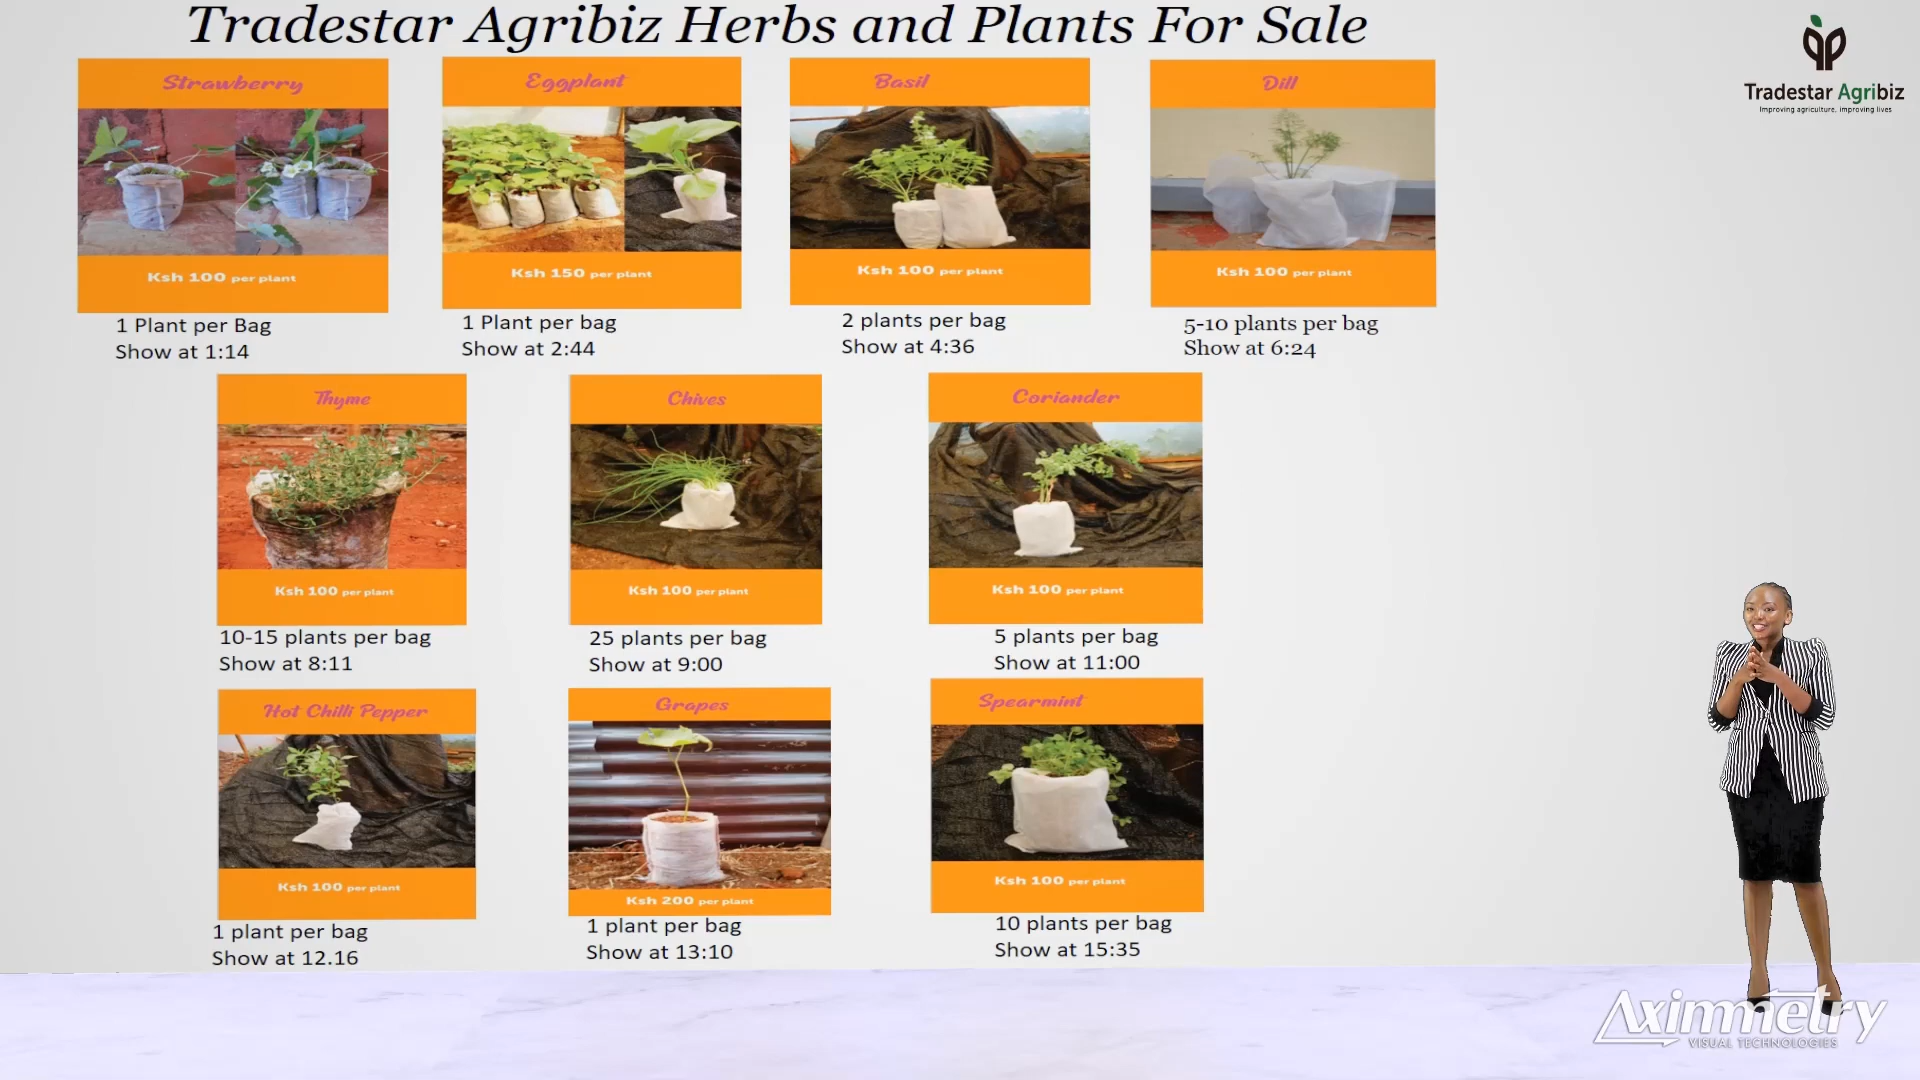 Tradestar Agribiz Herbs and Plants For Sale
Tradestar Agribiz
Improving agriculture, improving lives
Strawberry
Ksh 100 per plant
1 Plant per Bag
Show at 1:14
Eggplant
Ksh 150 per plant
1 Plant per bag
Show at 2:44
Basil
Ksh 100 per plant
2 plants per bag
Show at 4:36
Dill
Ksh 100 per plant
5-10 plants per bag
Show at 6:24
Thyme
Ksh 100 per plant
10-15 plants per bag
Show at 8:11
Chives
Ksh 100 per plant
25 plants per bag
Show at 9:00
Coriander
Ksh 100 per plant
5 plants per bag
Show at 11:00
Hot Chilli Pepper
Ksh 100 per plant
1 plant per bag
Show at 12.16
Grapes
Ksh 200 per plant
1 plant per bag
Show at 13:10
Spearmint
Ksh 100 per plant
10 plants per bag
Show at 15:35
Aximmetry
VISUAL TECHNOLOGIES